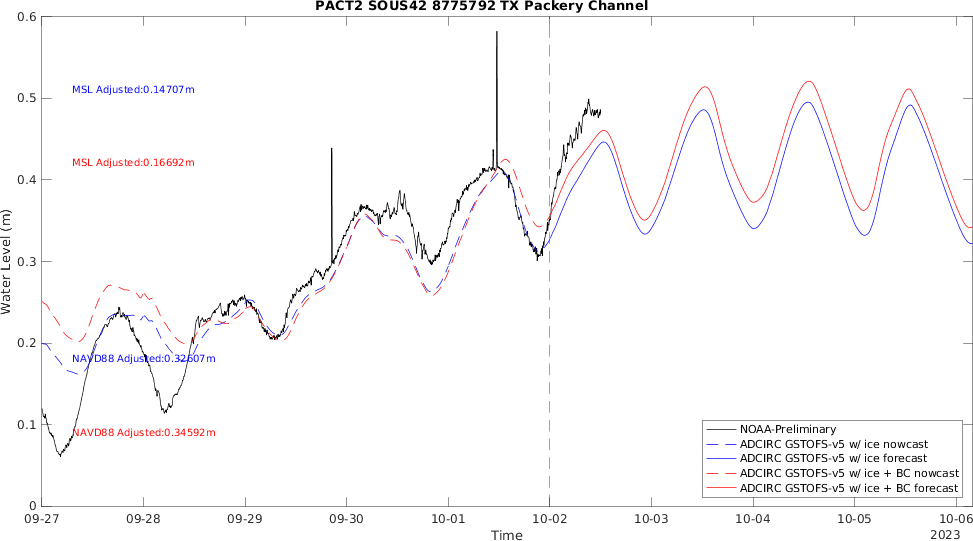 PACT2 SOUS42 8775792 TX Packery Channel
0.6
0.5
0.4
0.3
0.2
0.1
0
Water Level (m)
MSL Adjusted:0.14707m
MSL Adjusted:0.16692m
NAVD88 Adjusted:0.32607m
NAVD88 Adjusted:0.34592m
NOAA-Preliminary
ADCIRC GSTOFS-v5 w/ ice nowcast
ADCIRC GSTOFS-v5 w/ ice forecast
ADCIRC GSTOFS-v5 w/ ice + BC nowcast
ADCIRC GSTOFS-v5 w/ ice + BC forecast
09-27 09-28 09-29 09-30 10-01 10-02 10-03 10-04 10-05 10-06
Time
2023